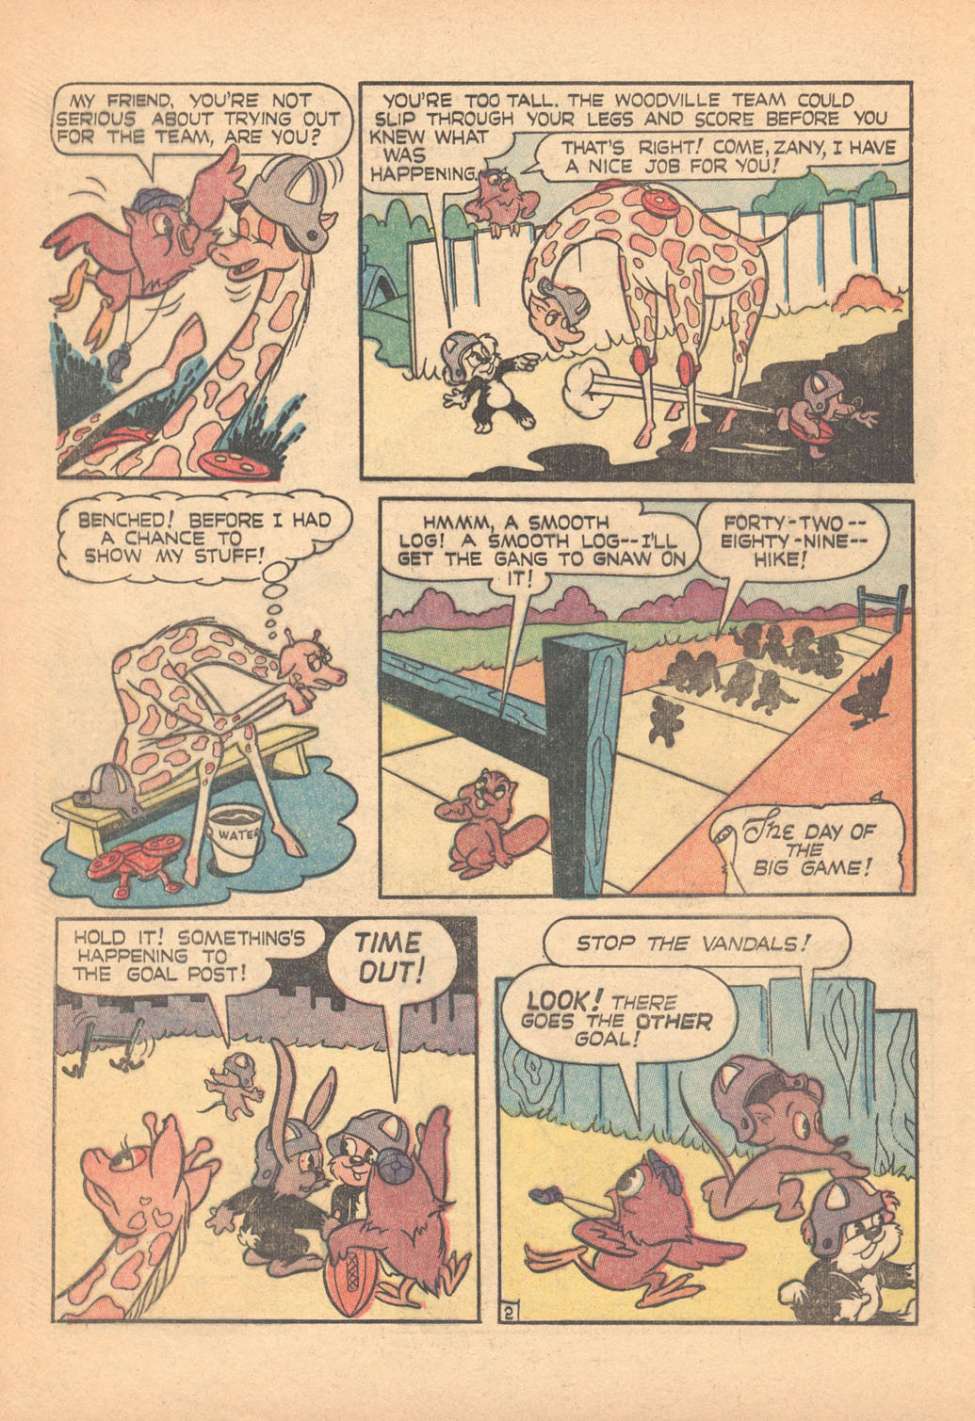 MY FRIEND, YOU'RE NOT
SERIOUS ABOUT TRYING OUT
FOR THE TEAM, ARE YOU?
YOU'RE TOO TALL. THE WOODVILLE TEAM COULD
SLIP THROUGH YOUR LEGS AND SCORE BEFORE YOU
KNEW WHAT
WAS
HAPPENING.
THAT'S RIGHT! COME, ZANY, I HAVE
A NICE JOB FOR YOU!
BENCHED! BEFORE I HAD
A CHANCE TO
SHOW MY STUFF!
WATER
HMMM, A SMOOTH
LOG! A SMOOTH LOG--I'LL
GET THE GANG TO GNAW ON
IT!
FORTY-TWO--
EIGHTY-NINE--
HIKE!
THE DAY OF
THE
BIG GAME!
HOLD IT! SOMETHING'S
HAPPENING TO
THE GOAL POST!
TIME
OUT!
STOP THE VANDALS!
LOOK! THERE
GOES THE OTHER
GOAL!
2